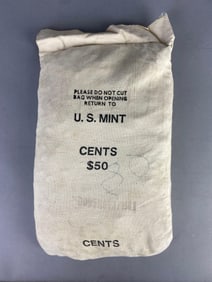 PLEASE DO NOT CUT
BAG WHEN OPENING
RETURN TO
U. S. MINT
CENTS
$50
CENTS